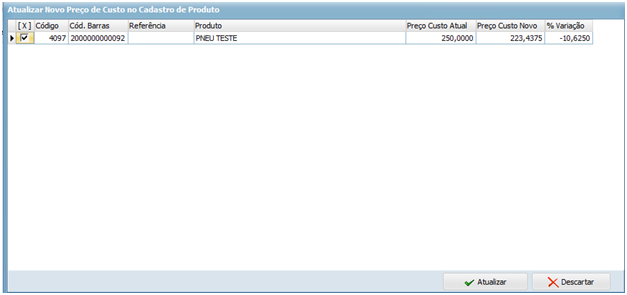 Atualizar Novo Preço de Custo no Cadastro de Produto
[ X ] Código Cód. Barras Referência Produto Preço Custo Atual Preço Custo Novo % Variação
4097 2000000000092 PNEU TESTE 250,0000 223,4375 -10,6250
Atualizar Descartar